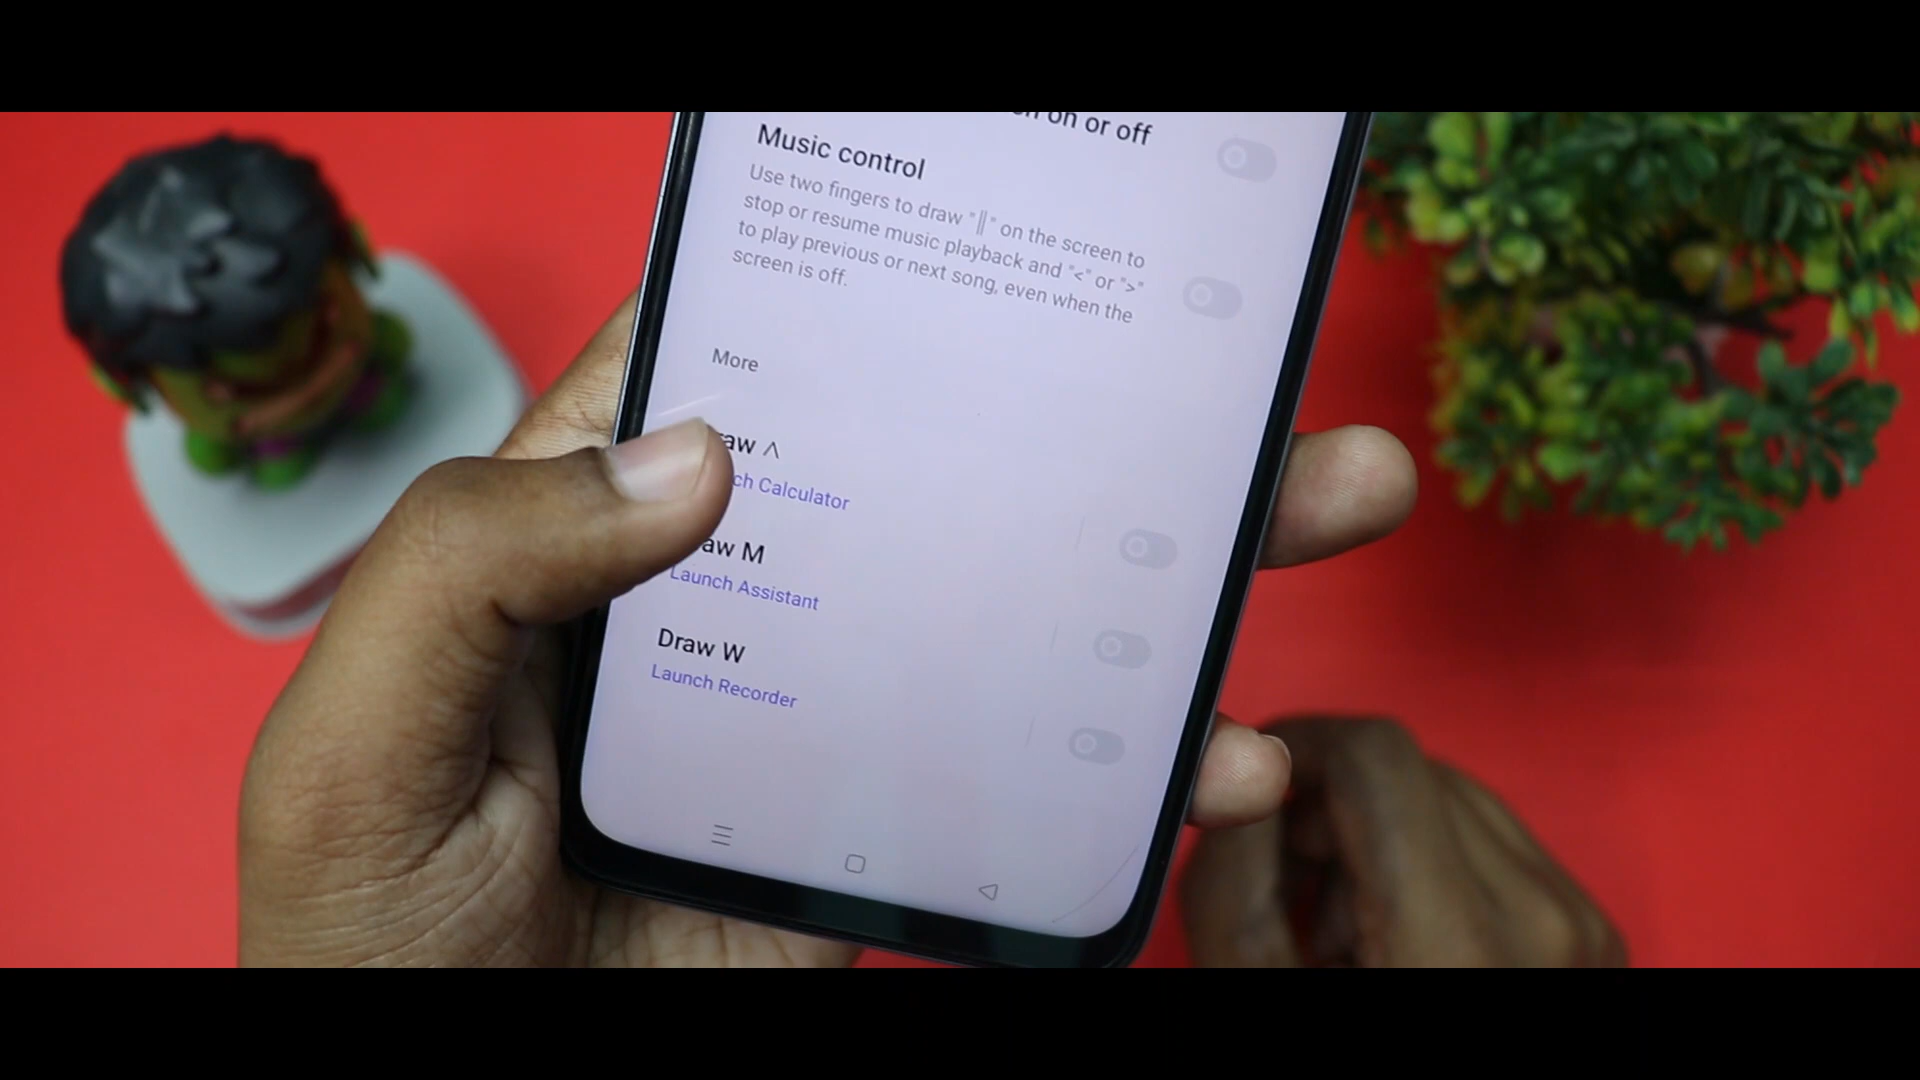 on or off
Music control
Use two fingers to draw "||" on the screen to
stop or resume music playback and "<" or ">"
to play previous or next song, even when the
screen is off.
More
aw ^
ch Calculator
aw M
Launch Assistant
Draw W
Launch Recorder